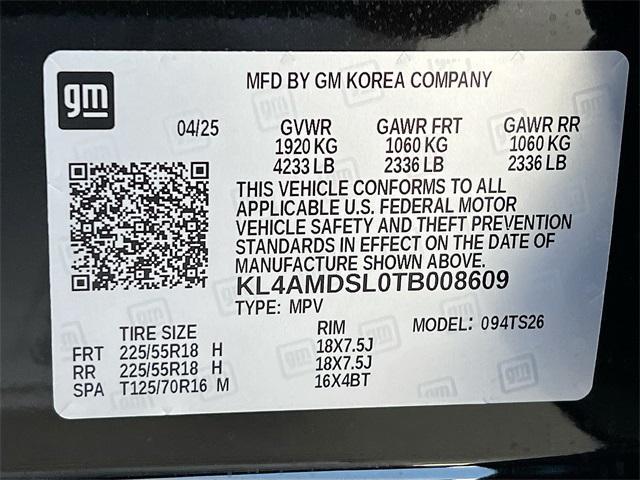 gm
MFD BY GM KOREA COMPANY
04/25 GVWR GAWR FRT GAWR RR
1920 KG 1060 KG 1060 KG
4233 LB 2336 LB 2336 LB
THIS VEHICLE CONFORMS TO ALL
APPLICABLE U.S. FEDERAL MOTOR
VEHICLE SAFETY AND THEFT PREVENTION
STANDARDS IN EFFECT ON THE DATE OF
MANUFACTURE SHOWN ABOVE.
KL4AMDSL0TB008609
TYPE: MPV
TIRE SIZE RIM MODEL: 094TS26
FRT 225/55R18 H 18X7.5J
RR 225/55R18 H 18X7.5J
SPA T125/70R16 M 16X4BT